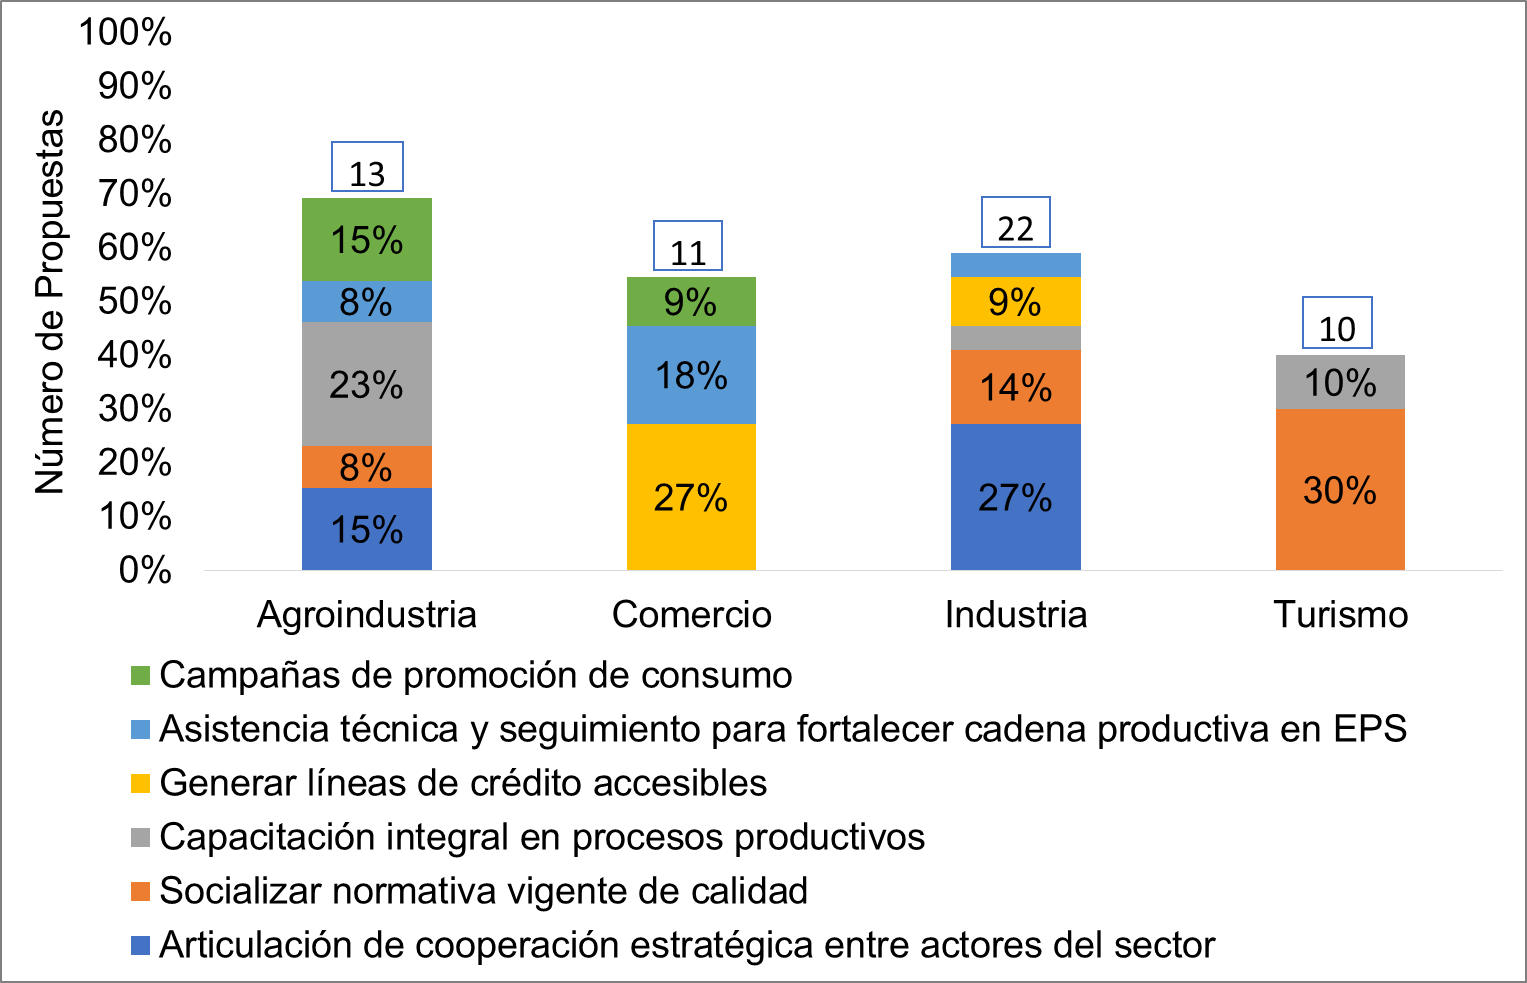 100%
90%
80%
70%
60%
50%
40%
30%
20%
10%
0%
Número de Propuestas
13
15%
8%
23%
8%
15%
11
9%
18%
27%
22
9%
14%
27%
10
10%
30%
Agroindustria
Comercio
Industria
Turismo
Campañas de promoción de consumo
Asistencia técnica y seguimiento para fortalecer cadena productiva en EPS
Generar líneas de crédito accesibles
Capacitación integral en procesos productivos
Socializar normativa vigente de calidad
Articulación de cooperación estratégica entre actores del sector